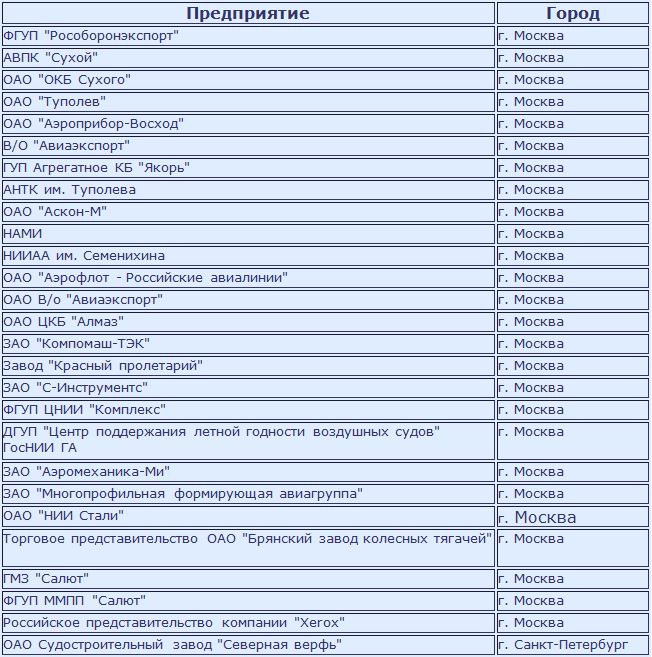 Предприятие Город
ФГУП "Рособоронэкспорт" г. Москва
АВПК "Сухой" г. Москва
ОАО "ОКБ Сухого" г. Москва
ОАО "Туполев" г. Москва
ОАО "Аэроприбор-Восход" г. Москва
В/О "Авиаэкспорт" г. Москва
ГУП Агрегатное КБ "Якорь" г. Москва
АНТК им. Туполева г. Москва
ОАО "Аскон-М" г. Москва
НАМИ г. Москва
НИИАА им. Семенихина г. Москва
ОАО "Аэрофлот - Российские авиалинии" г. Москва
ОАО В/о "Авиаэкспорт" г. Москва
ОАО ЦКБ "Алмаз" г. Москва
ЗАО "Компомаш-ТЭК" г. Москва
Завод "Красный пролетарий" г. Москва
ЗАО "С-Инструментс" г. Москва
ФГУП ЦНИИ "Комплекс" г. Москва
ДГУП "Центр поддержания летной годности воздушных судов" г. Москва
ГосНИИ ГА
ЗАО "Аэромеханика-Ми" г. Москва
ЗАО "Многопрофильная формирующая авиагруппа" г. Москва
ОАО "НИИ Стали" г. Москва
Торговое представительство ОАО "Брянский завод колесных тягачей" г. Москва
ГМЗ "Салют" г. Москва
ФГУП ММПП "Салют" г. Москва
Российское представительство компании "Xerox" г. Москва
ОАО Судостроительный завод "Северная верфь" г. Санкт-Петербург